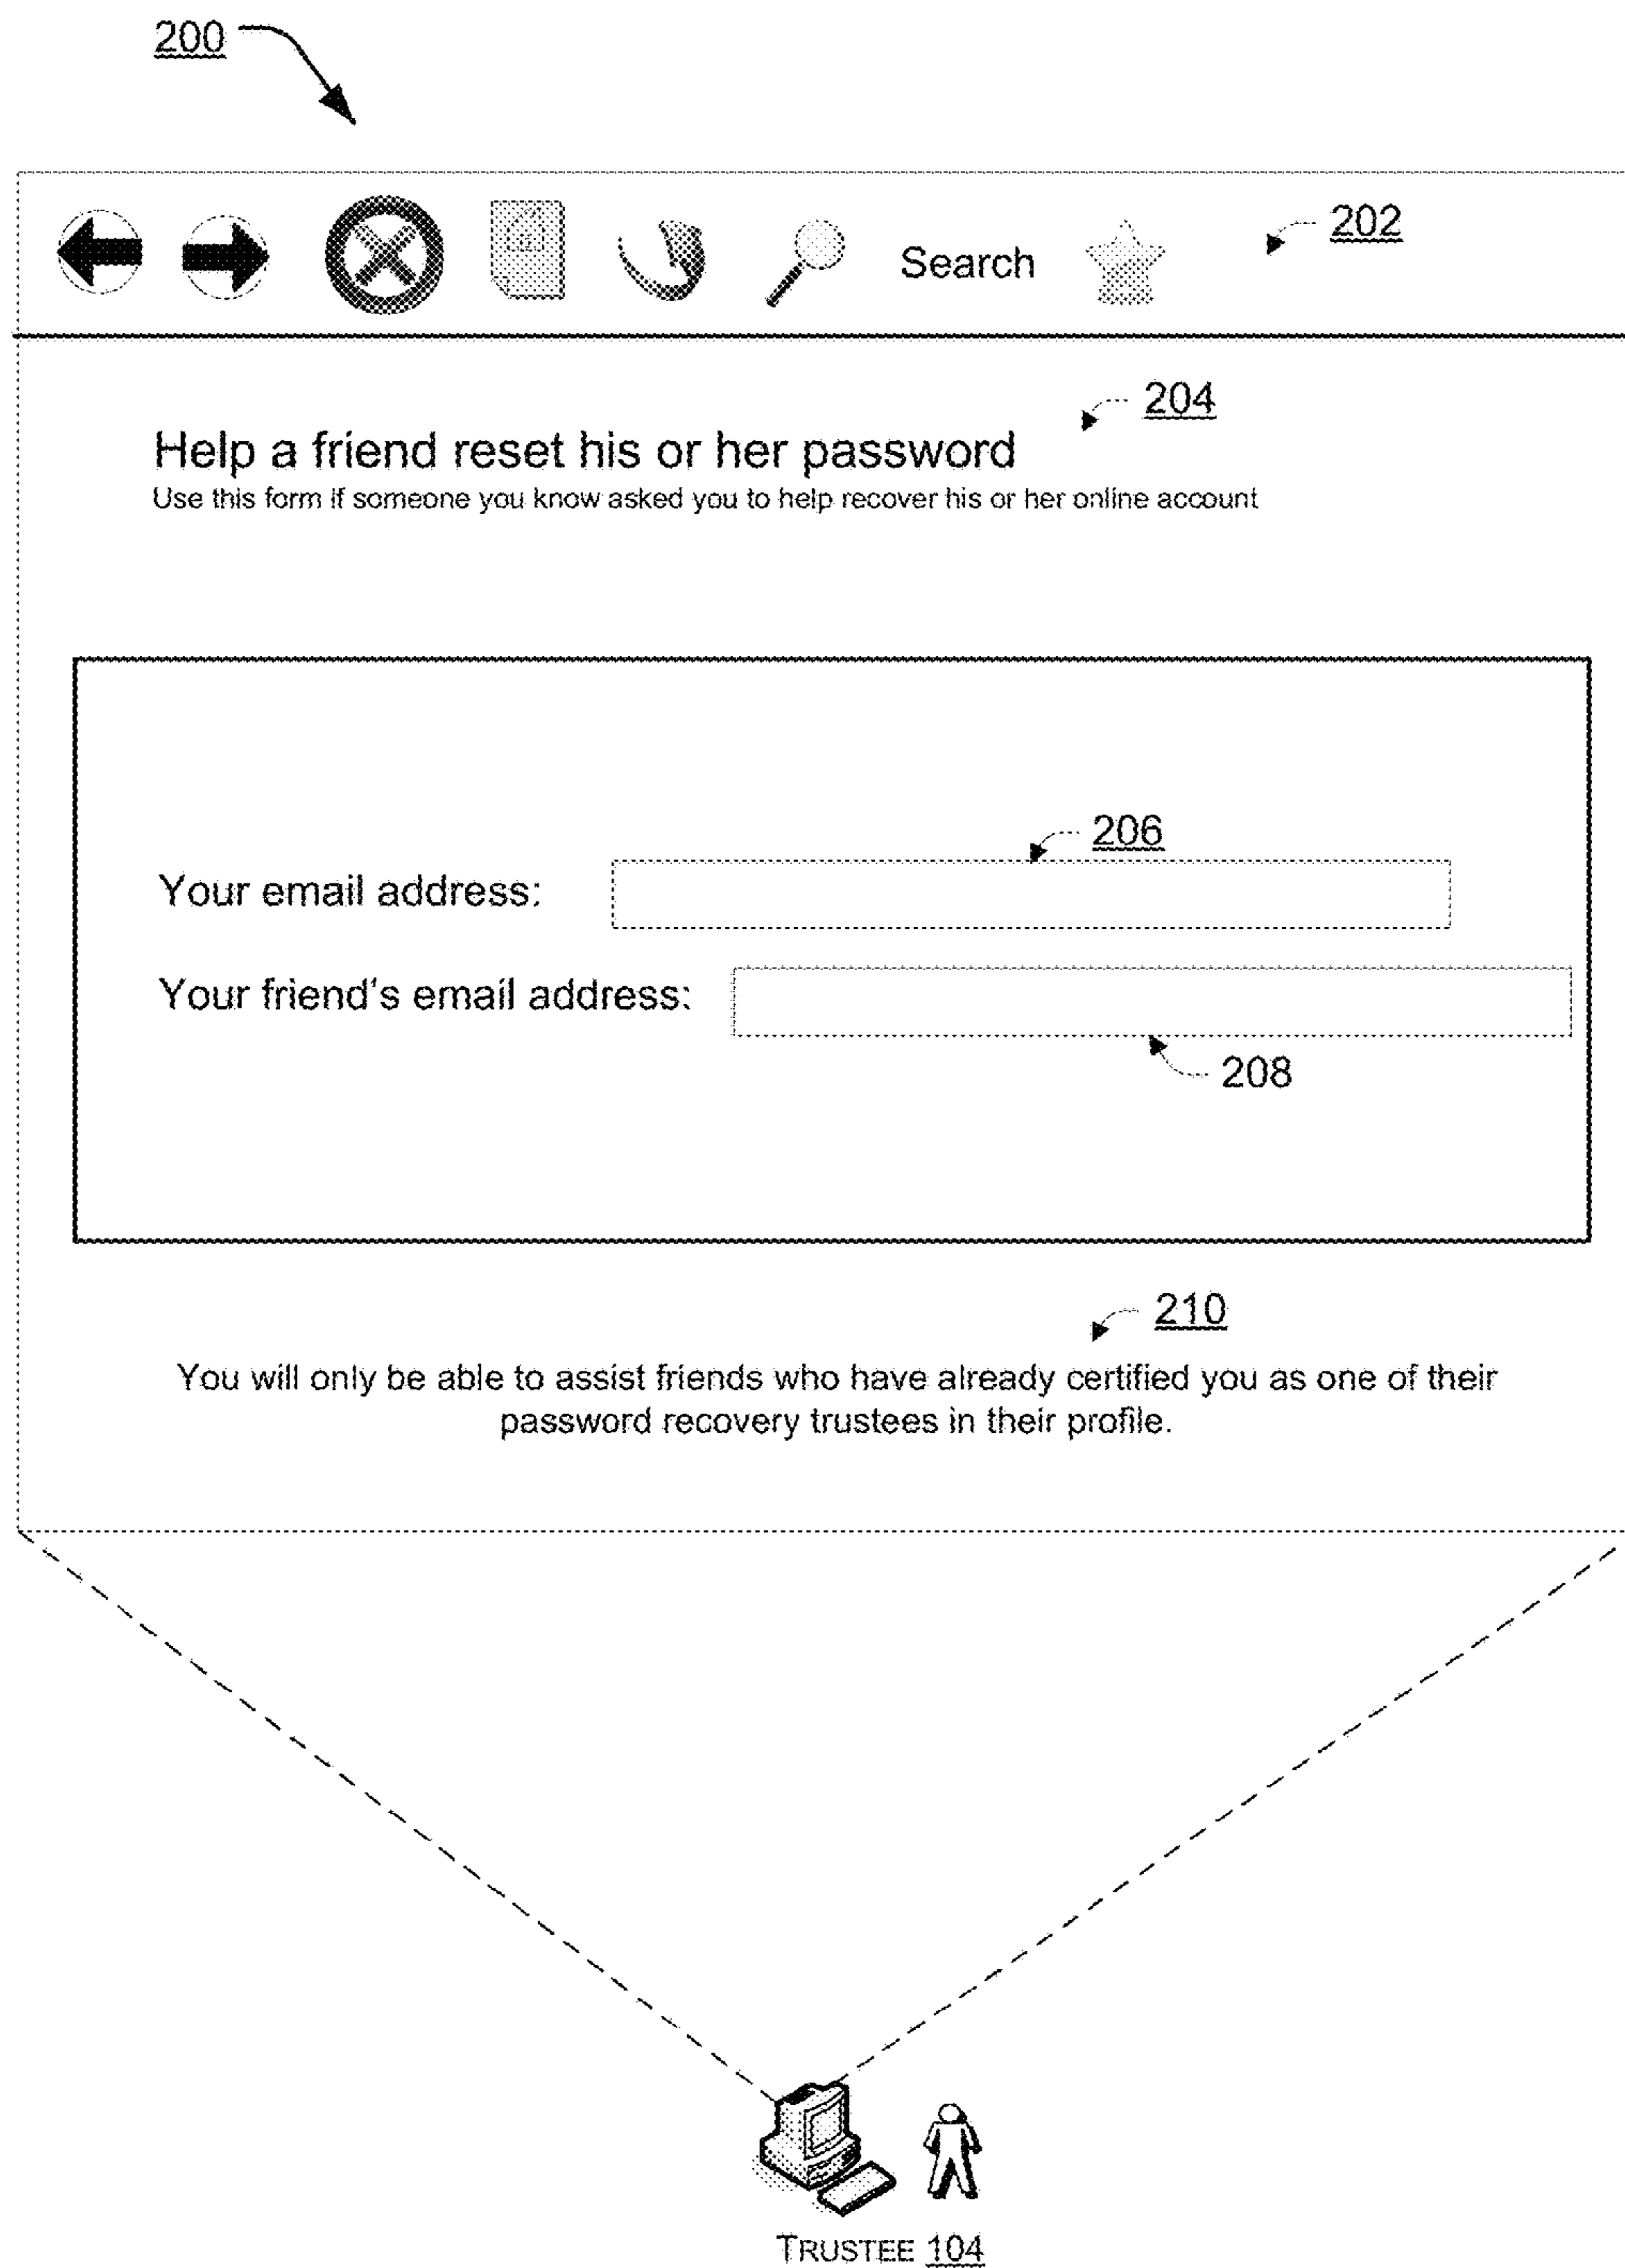 200
202
Search
204
Help a friend reset his or her password
Use this form if someone you know asked you to help recover his or her online account
206
Your email address:
Your friend's email address:
208
210
You will only be able to assist friends who have already certified you as one of their
password recovery trustees in their profile.
TRUSTEE 104